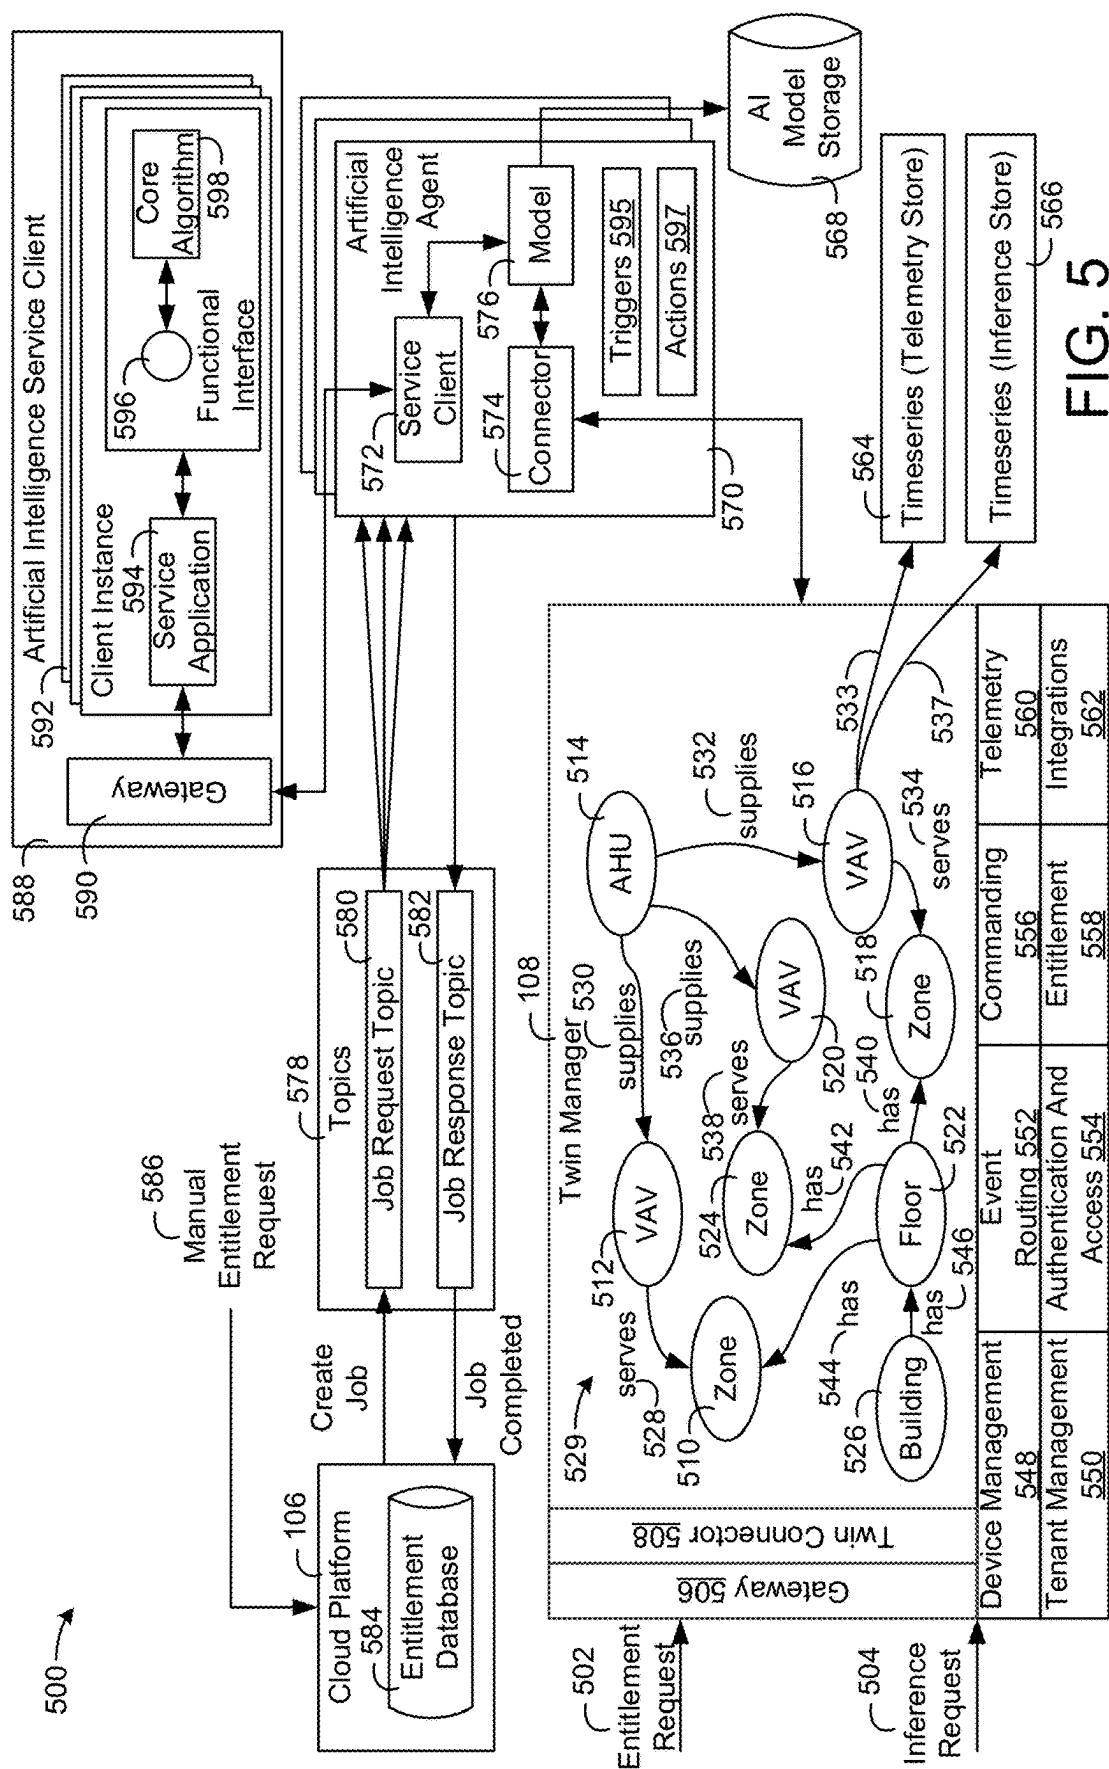 500
586
Manual
Entitlement
Request
106
Cloud Platform
584
Entitlement
Database
Create
Job
Job
Completed
578
Topics
580
Job Request Topic
582
Job Response Topic
588
Artificial Intelligence Service Client
590
Gateway
592
Client Instance
594
Service
Application
596
Functional
Interface
Core
Algorithm
598
Artificial
Intelligence
Agent
572
Service
Client
574
Connector
576
Model
Triggers 595
Actions 597
570
AI
Model
Storage
568
502
Entitlement
Request
504
Inference
Request
108
Twin Manager
Gateway 506
Twin Connector 508
529
514
AHU
530
supplies
536
supplies
532
supplies
512
VAV
VAV
520
516
VAV
528
serves
538
serves
534
serves
510
Zone
524
Zone
518
Zone
544
has
has
542
540
has
526
Building
has
546
Floor
522
533
537
564
Timeseries (Telemetry Store)
Timeseries (Inference Store)
566
Device Management
548
Event
Routing 552
Commanding
556
Telemetry
560
Tenant Management
550
Authentication And
Access 554
Entitlement
558
Integrations
562
FIG. 5